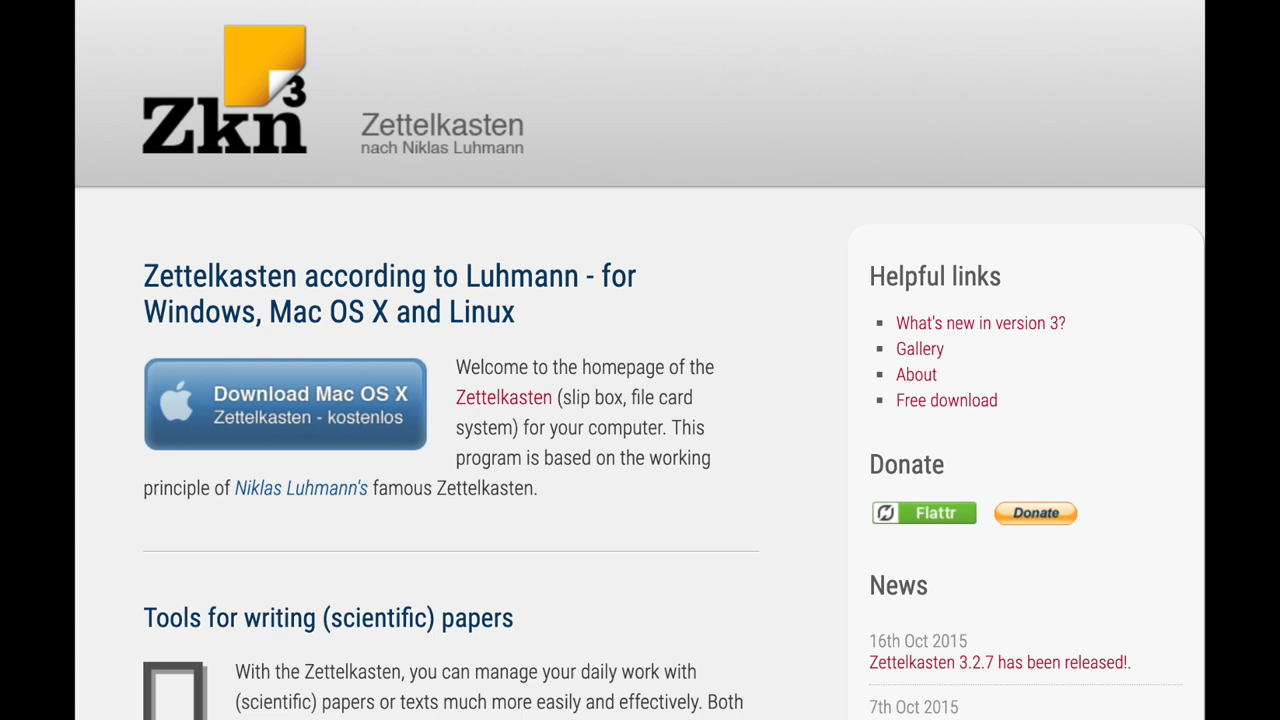 Zkn3
Zettelkasten
nach Niklas Luhmann
Zettelkasten according to Luhmann - for
Windows, Mac OS X and Linux
Download Mac OS X
Zettelkasten - kostenlos
Welcome to the homepage of the
Zettelkasten (slip box, file card
system) for your computer. This
program is based on the working
principle of Niklas Luhmann's famous Zettelkasten.
Tools for writing (scientific) papers
With the Zettelkasten, you can manage your daily work with
(scientific) papers or texts much more easily and effectively. Both
Helpful links
What's new in version 3?
Gallery
About
Free download
Donate
Flattr
Donate
News
16th Oct 2015
Zettelkasten 3.2.7 has been released!.
7th Oct 2015